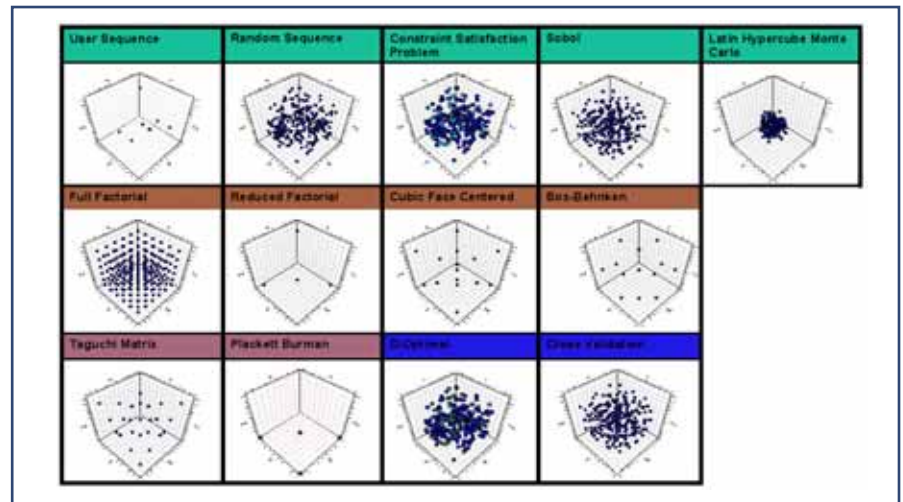 User Sequence
Random Sequence
Constraint Satisfaction
Problem
Sobol
Latin Hypercube Monte
Carlo
Full Factorial
Reduced Factorial
Cubic Face Centered
Box-Behnken
Taguchi Matrix
Plackett Burman
D-Optimal
Cross Validation